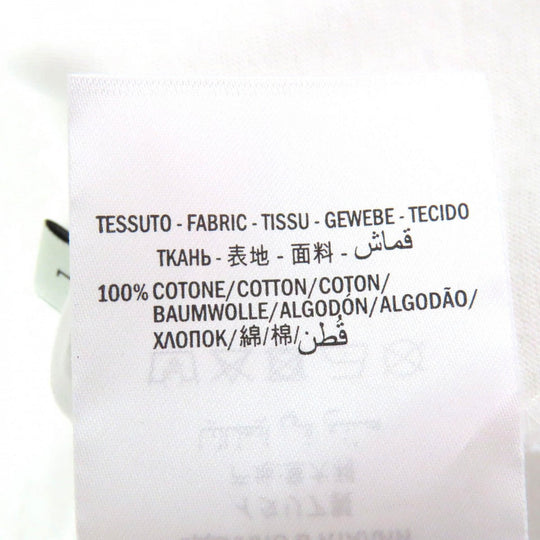 TESSUTO - FABRIC - TISSU - GEWEBE - TECIDO
ТКАНЬ - 表地 - 面料 - قماش
100% COTONE/COTTON/COTON/
BAUMWOLLE/ALGODÓN/ALGODÃO/
ХЛОПОК/綿/棉/قُطن